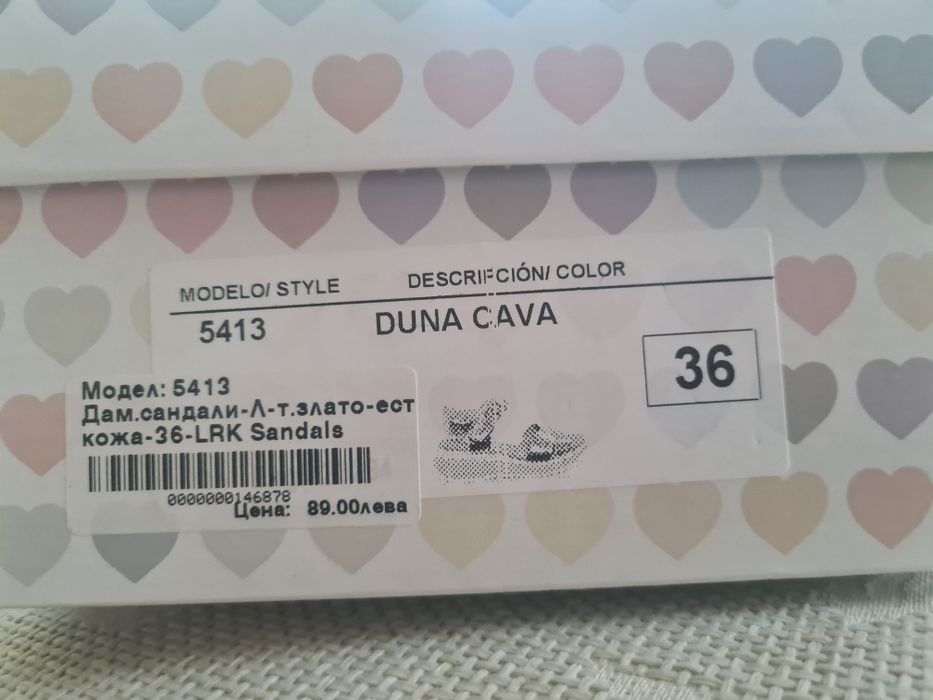 MODELO/ STYLE DESCRIPCIÓN/ COLOR
5413 DUNA CAVA
36
Модел: 5413
Дам.сандали-Л-т.злато-ест
кожа-36-LRK Sandals
0000000146878
Цена: 89.00лева